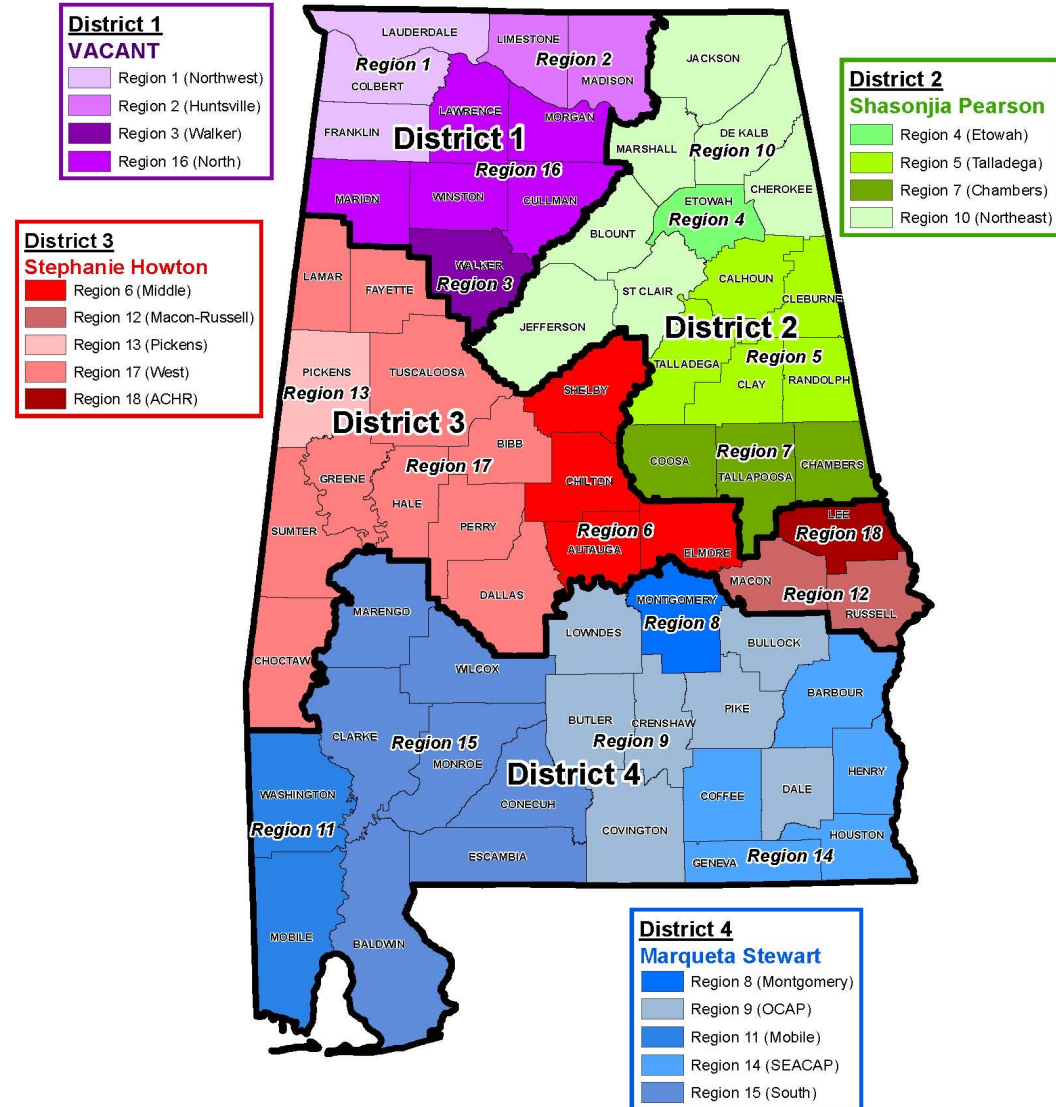 District 1
VACANT
Region 1 (Northwest)
Region 2 (Huntsville)
Region 3 (Walker)
Region 16 (North)
District 2
Shasonjia Pearson
Region 4 (Etowah)
Region 5 (Talladega)
Region 7 (Chambers)
Region 10 (Northeast)
District 3
Stephanie Howton
Region 6 (Middle)
Region 12 (Macon-Russell)
Region 13 (Pickens)
Region 17 (West)
Region 18 (ACHR)
LAUDERDALE
LIMESTONE
Region 1
Region 2
JACKSON
COLBERT
MADISON
LAWRENCE
MORGAN
FRANKLIN
District 1
DE KALB
MARSHALL
Region 10
Region 16
MARION
WINSTON
CULLMAN
CHEROKEE
ETOWAH
Region 4
BLOUNT
WALKER
Region 3
LAMAR
FAYETTE
ST CLAIR
CALHOUN
CLEBURNE
JEFFERSON
District 2
PICKENS
Region 13
TUSCALOOSA
TALLADEGA
Region 5
CLAY
RANDOLPH
SHELBY
District 3
BIBB
Region 7
COOSA
TALLAPOOSA
CHAMBERS
GREENE
Region 17
HALE
CHILTON
LEE
Region 18
SUMTER
PERRY
Region 6
AUTAUGA
ELMORE
MACON
Region 12
RUSSELL
DALLAS
MARENGO
MONTGOMERY
Region 8
LOWNDES
BULLOCK
CHOCTAW
WILCOX
BARBOUR
BUTLER
CRENSHAW
PIKE
CLARKE
Region 15
MONROE
Region 9
District 4
WASHINGTON
HENRY
COFFEE
DALE
CONECUH
Region 11
COVINGTON
HOUSTON
ESCAMBIA
GENEVA
Region 14
MOBILE
BALDWIN
District 4
Marqueta Stewart
Region 8 (Montgomery)
Region 9 (OCAP)
Region 11 (Mobile)
Region 14 (SEACAP)
Region 15 (South)